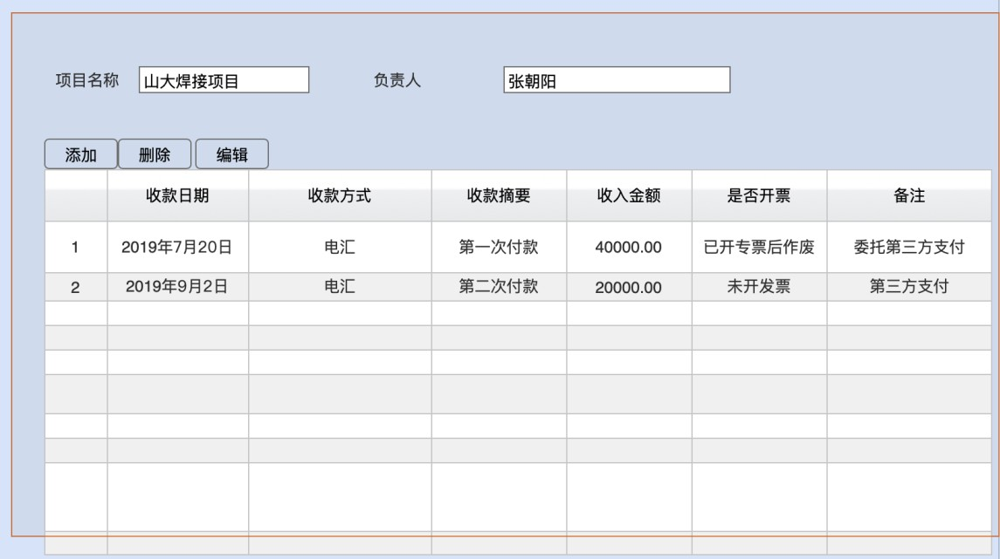 项目名称 山大焊接项目 负责人 张朝阳
添加 删除 编辑
收款日期 收款方式 收款摘要 收入金额 是否开票 备注
1 2019年7月20日 电汇 第一次付款 40000.00 已开专票后作废 委托第三方支付
2 2019年9月2日 电汇 第二次付款 20000.00 未开发票 第三方支付